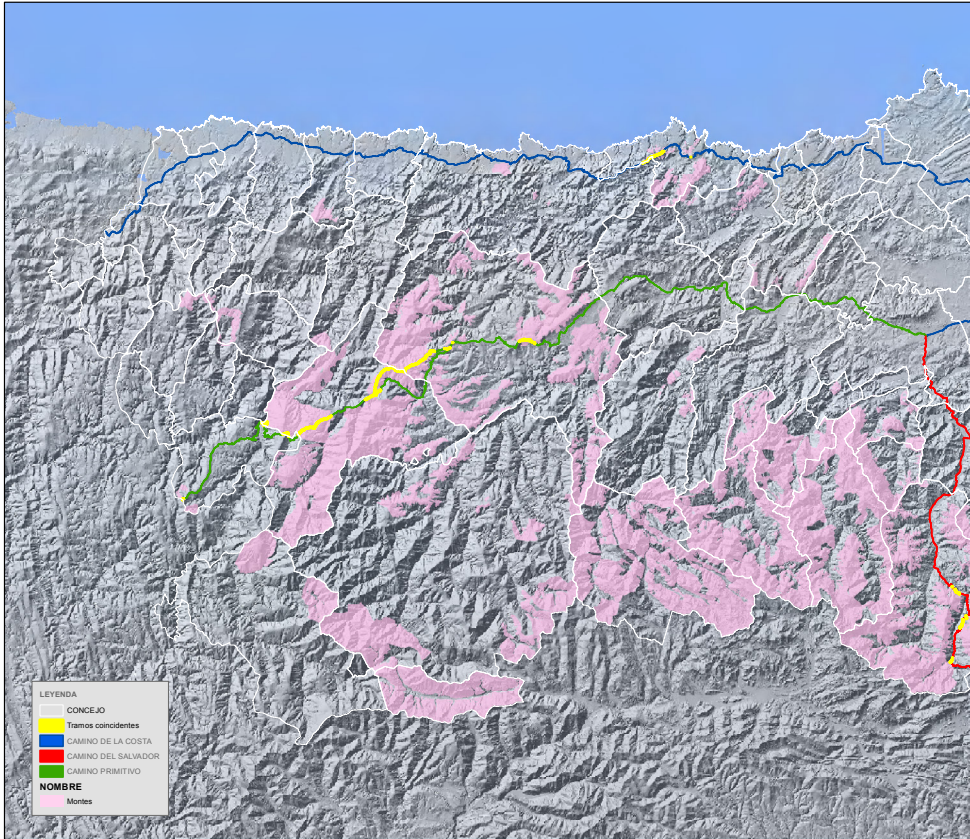 LEYENDA
CONCEJO
Tramos coincidentes
CAMINO DE LA COSTA
CAMINO DEL SALVADOR
CAMINO PRIMITIVO
NOMBRE
Montes